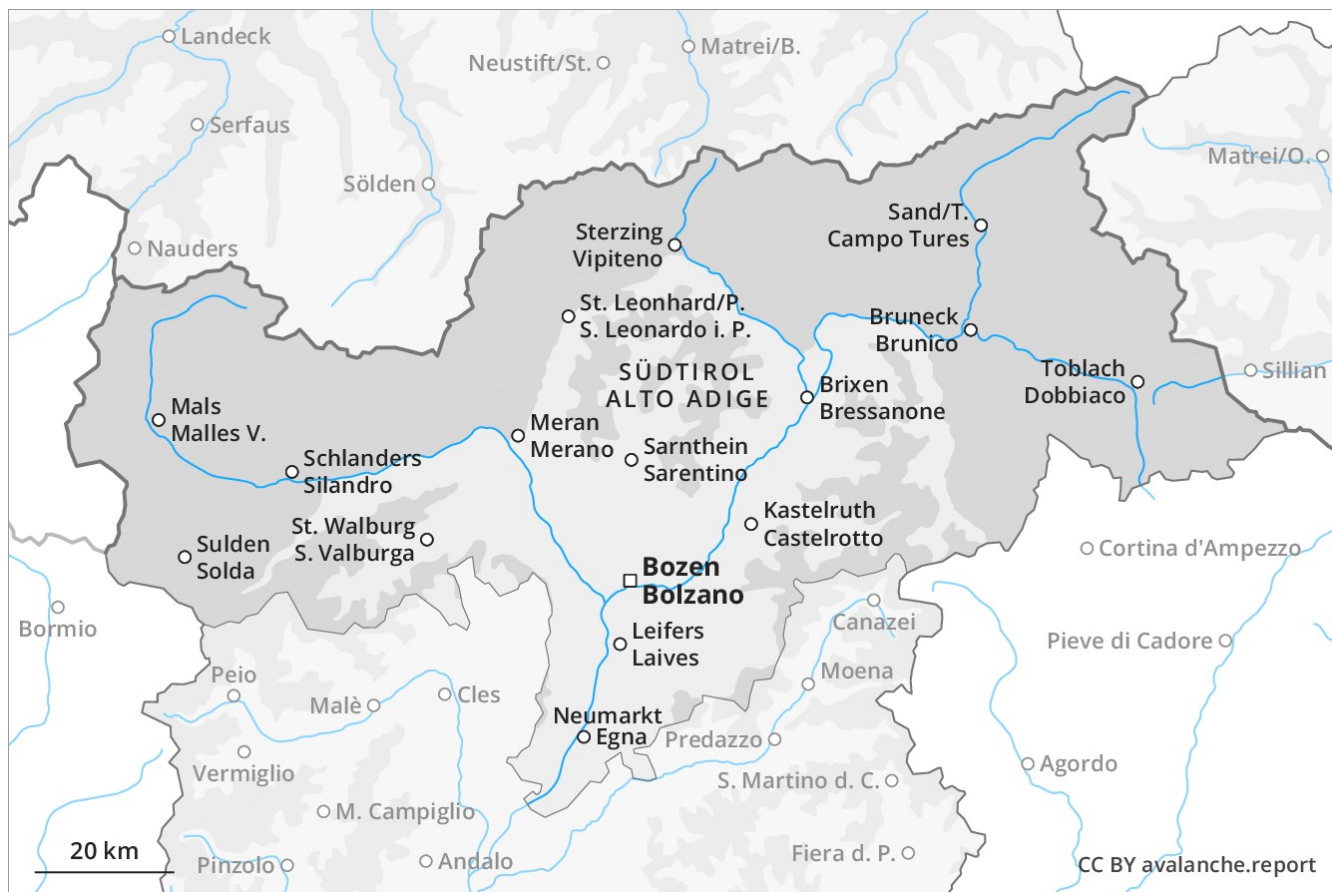 Landeck
Matrei/B.
Neustift/St.
Serfaus
Matrei/O.
Sölden
Sand/T.
Campo Tures
Sterzing
Vipiteno
Nauders
St. Leonhard/P.
S. Leonardo i. P.
Bruneck
Brunico
SÜDTIROL
ALTO ADIGE
Toblach
Dobbiaco
Sillian
Brixen
Bressanone
Mals
Malles V.
Meran
Merano
Schlanders
Silandro
Sarnthein
Sarentino
St. Walburg
S. Valburga
Kastelruth
Castelrotto
Sulden
Solda
Cortina d'Ampezzo
Bozen
Bolzano
Bormio
Canazei
Leifers
Laives
Pieve di Cadore
Peio
Moena
Malè
Cles
Neumarkt
Egna
Predazzo
Vermiglio
Agordo
S. Martino d. C.
M. Campiglio
20 km
Pinzolo
Andalo
Fiera d. P.
CC BY avalanche.report